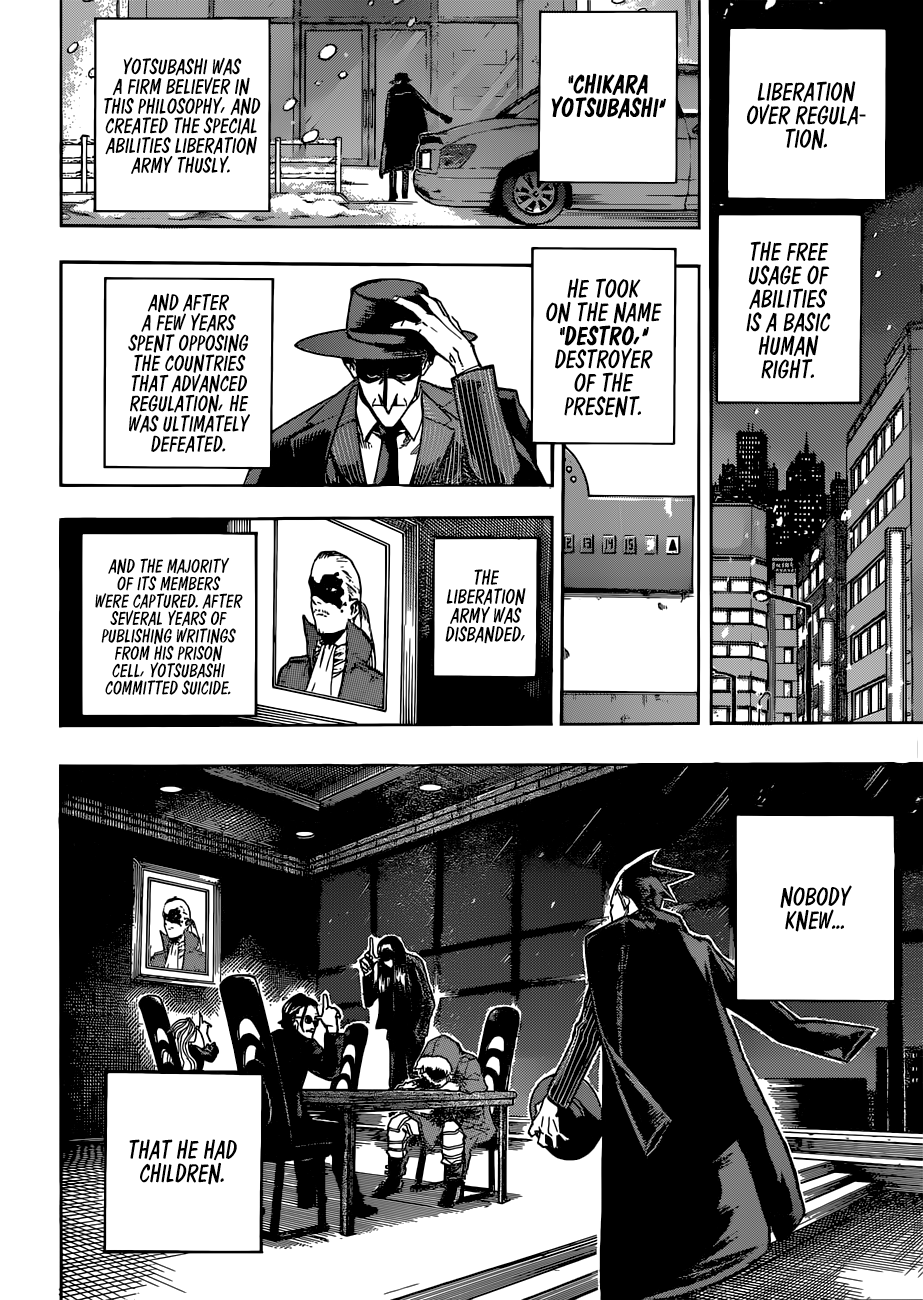 LIBERATION
OVER REGULA-
TION.
THE FREE
USAGE OF
ABILITIES
IS A BASIC
HUMAN
RIGHT.
"CHIKARA
YOTSUBASHI"
YOTSUBASHI WAS
A FIRM BELIEVER IN
THIS PHILOSOPHY, AND
CREATED THE SPECIAL
ABILITIES LIBERATION
ARMY THUSLY.
HE TOOK
ON THE NAME
"DESTRO,"
DESTROYER
OF THE
PRESENT.
AND AFTER
A FEW YEARS
SPENT OPPOSING
THE COUNTRIES
THAT ADVANCED
REGULATION, HE
WAS ULTIMATELY
DEFEATED.
12 13 14 15
THE
LIBERATION
ARMY WAS
DISBANDED,
AND THE MAJORITY
OF ITS MEMBERS
WERE CAPTURED. AFTER
SEVERAL YEARS OF
PUBLISHING WRITINGS
FROM HIS PRISON
CELL, YOTSUBASHI
COMMITTED SUICIDE.
NOBODY
KNEW...
THAT HE HAD
CHILDREN.